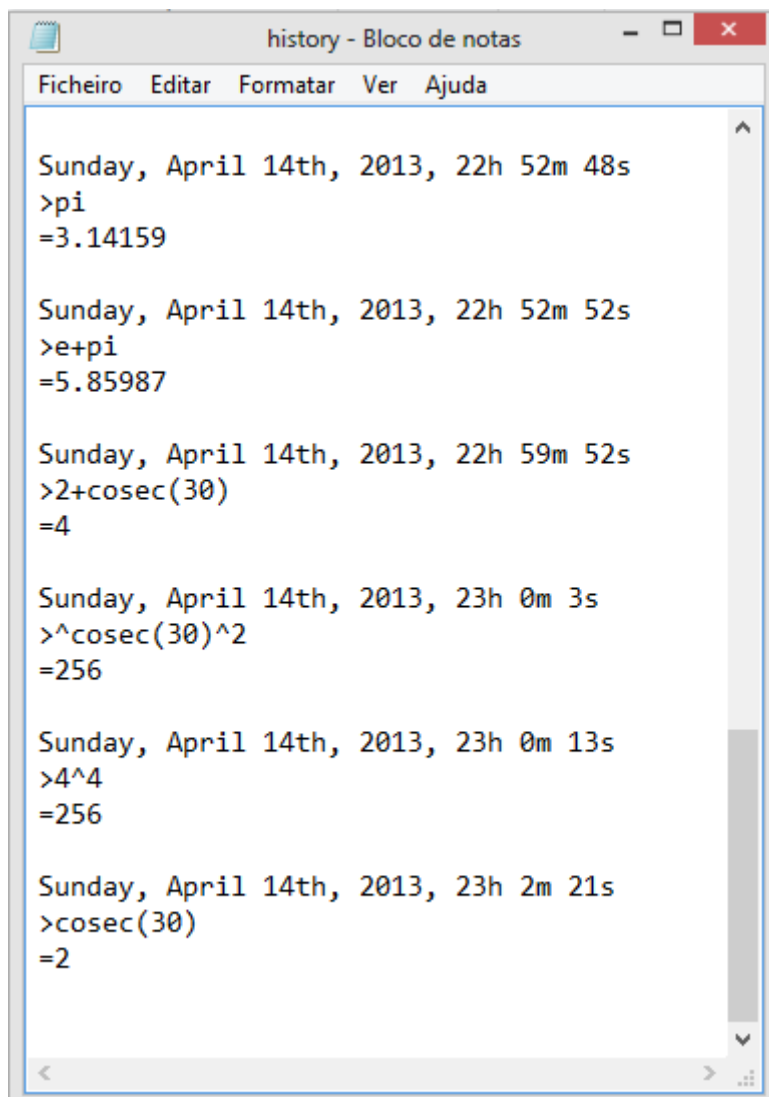 history - Bloco de notas
Ficheiro Editar Formatar Ver Ajuda
Sunday, April 14th, 2013, 22h 52m 48s
>pi
=3.14159
Sunday, April 14th, 2013, 22h 52m 52s
>e+pi
=5.85987
Sunday, April 14th, 2013, 22h 59m 52s
>2+cosec(30)
=4
Sunday, April 14th, 2013, 23h 0m 3s
>^cosec(30)^2
=256
Sunday, April 14th, 2013, 23h 0m 13s
>4^4
=256
Sunday, April 14th, 2013, 23h 2m 21s
>cosec(30)
=2